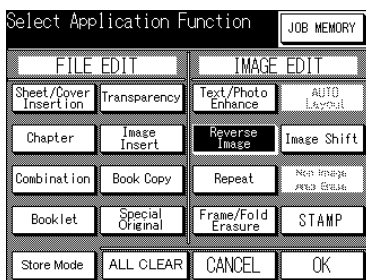 Select Application Function
JOB MEMORY
FILE EDIT
IMAGE EDIT
Sheet/Cover
Insertion
Transparency
Text/Photo
Enhance
AUTO
Layout
Chapter
Image
Insert
Reverse
Image
Image Shift
Combination
Book Copy
Repeat
Non Image
Area Erase
Booklet
Special
Original
Frame/Fold
Erasure
STAMP
Store Mode
ALL CLEAR
CANCEL
OK